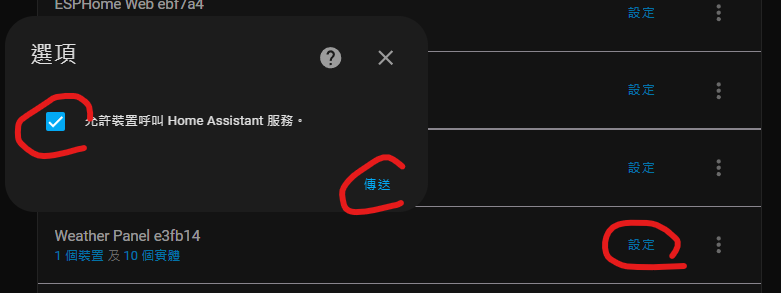 ESPHome Web ebf7a4
設定
選項
設定
允許裝置呼叫 Home Assistant 服務。
設定
傳送
Weather Panel e3fb14
1 個裝置 及 10 個實體
設定